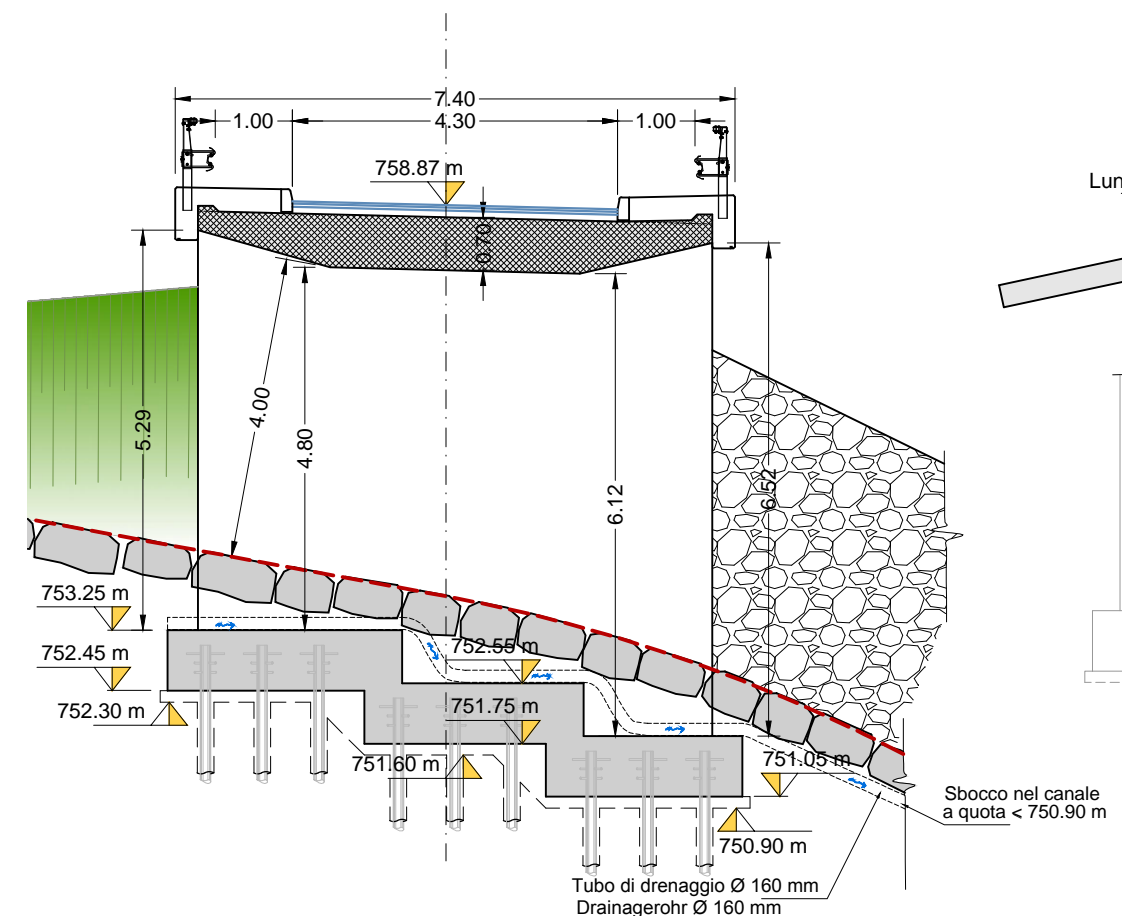 7.40
1.00
4.30
1.00
758.87 m
Lun
0.70
5.29
4.00
4.80
6.12
6.52
753.25 m
752.45 m
752.30 m
752.55 m
751.75 m
751.60 m
751.05 m
750.90 m
Sbocco nel canale
a quota < 750.90 m
Tubo di drenaggio Ø 160 mm
Drainagerohr Ø 160 mm